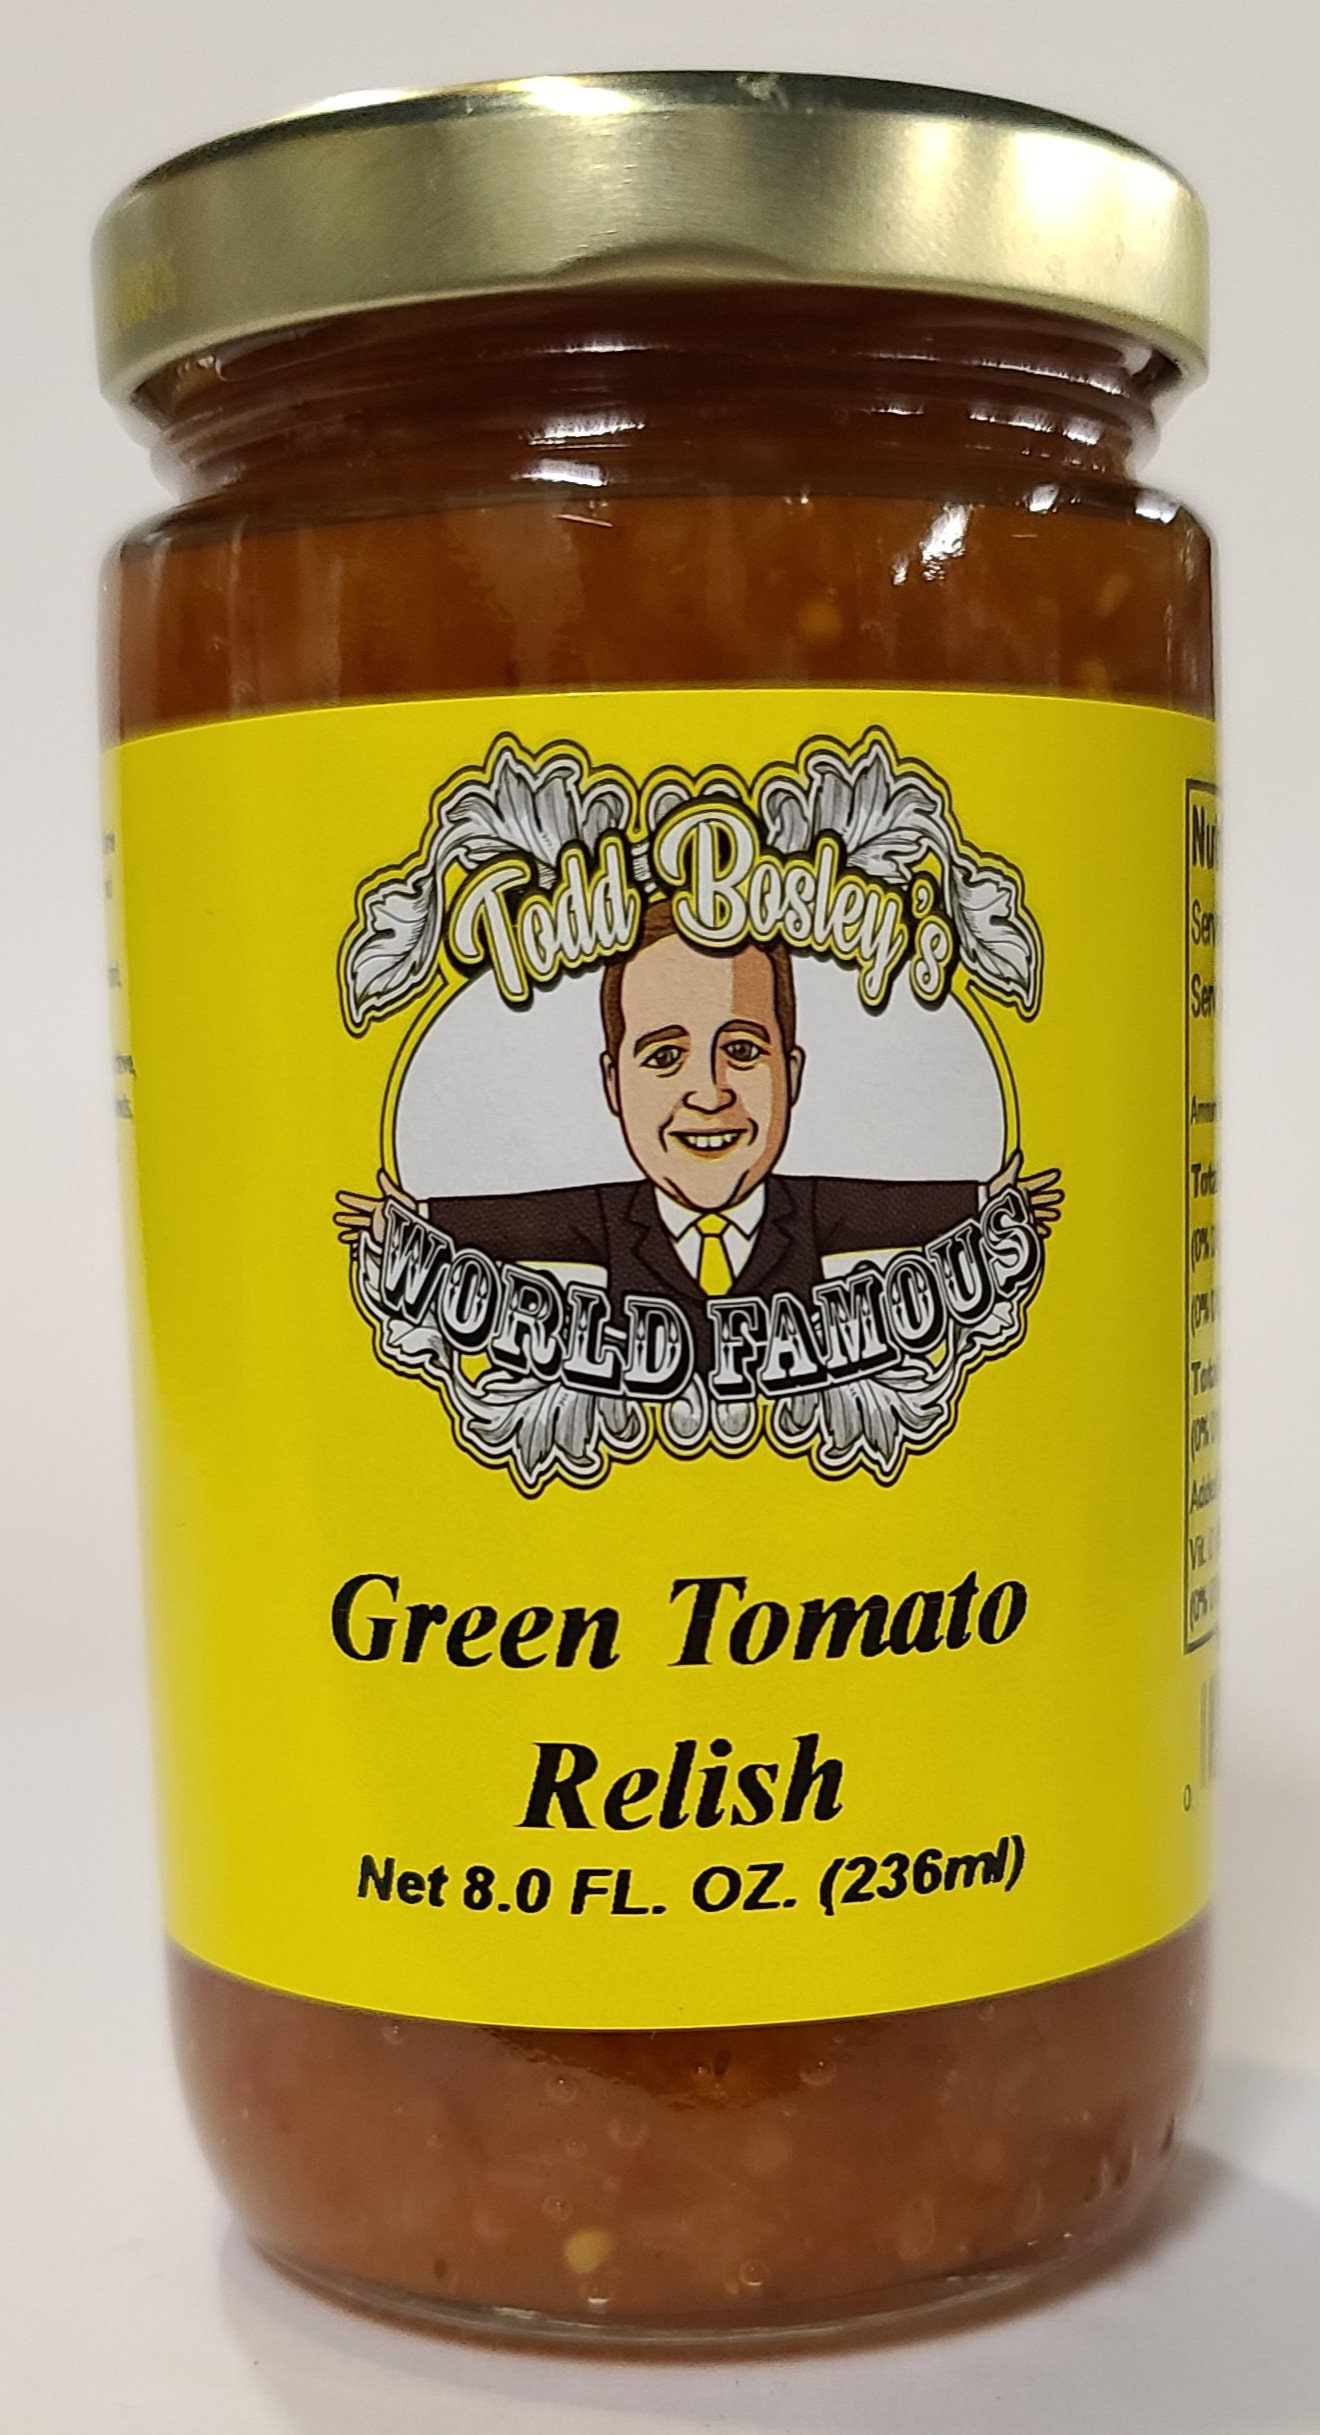 Todd Bosley's
WORLD FAMOUS
Green Tomato
Relish
Net 8.0 FL. OZ. (236ml)